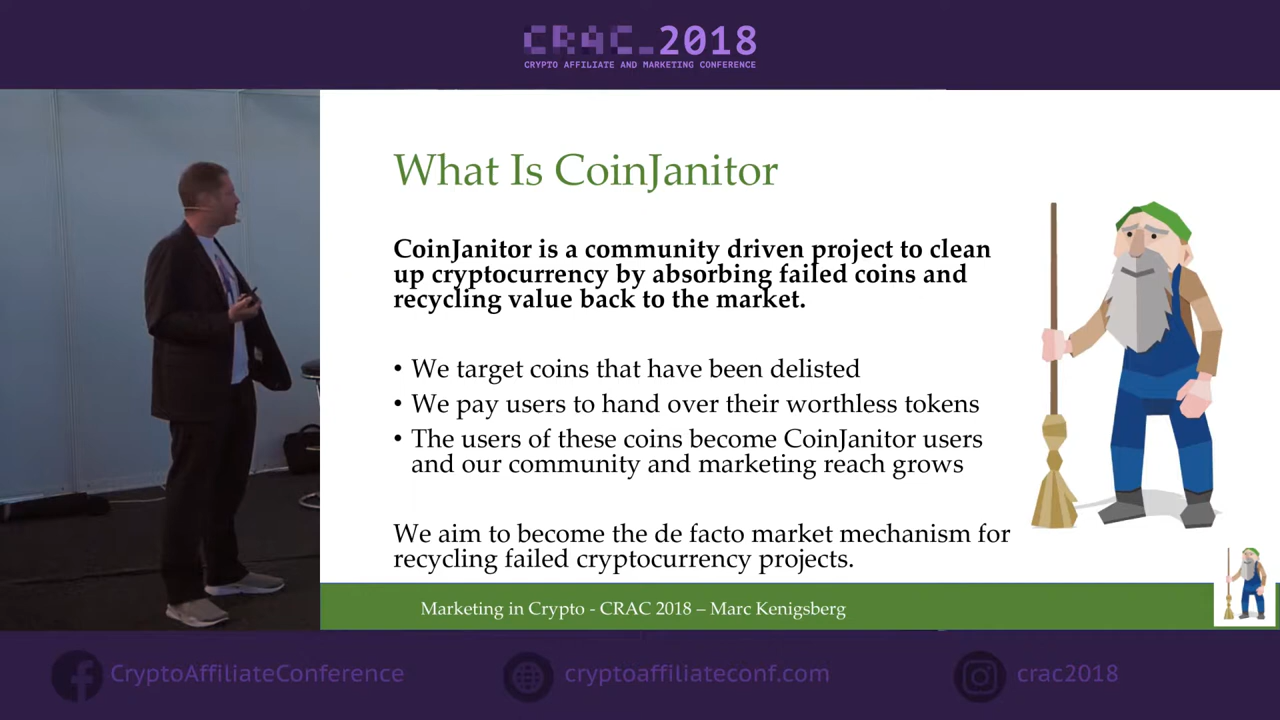 CRAC_2018
CRYPTO AFFILIATE AND MARKETING CONFERENCE
What Is CoinJanitor
CoinJanitor is a community driven project to clean
up cryptocurrency by absorbing failed coins and
recycling value back to the market.
• We target coins that have been delisted
• We pay users to hand over their worthless tokens
• The users of these coins become CoinJanitor users
and our community and marketing reach grows
We aim to become the de facto market mechanism for
recycling failed cryptocurrency projects.
Marketing in Crypto - CRAC 2018 – Marc Kenigsberg
CryptoAffiliateConference
cryptoaffiliateconf.com
crac2018